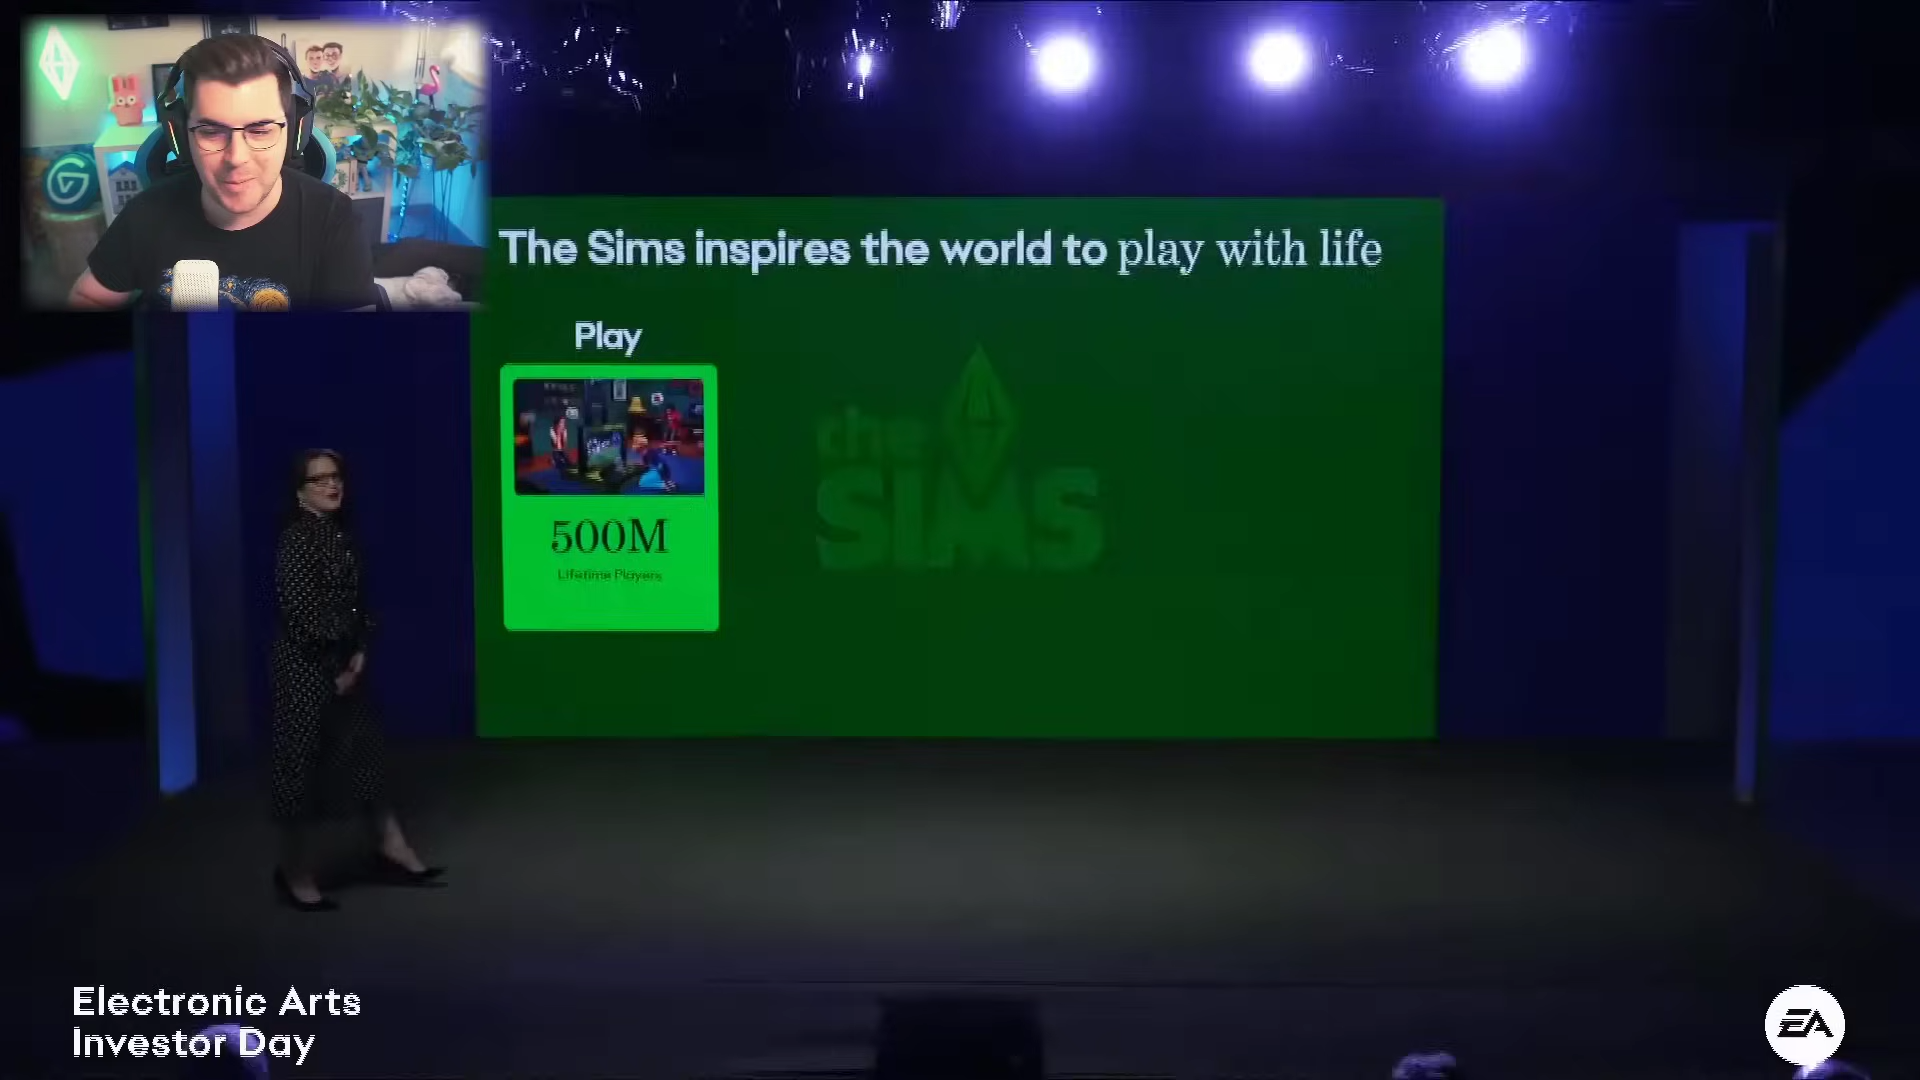 The Sims inspires the world to play with life
Play
500M
Lifetime Players
the
SIMS
Electronic Arts
Investor Day
EA